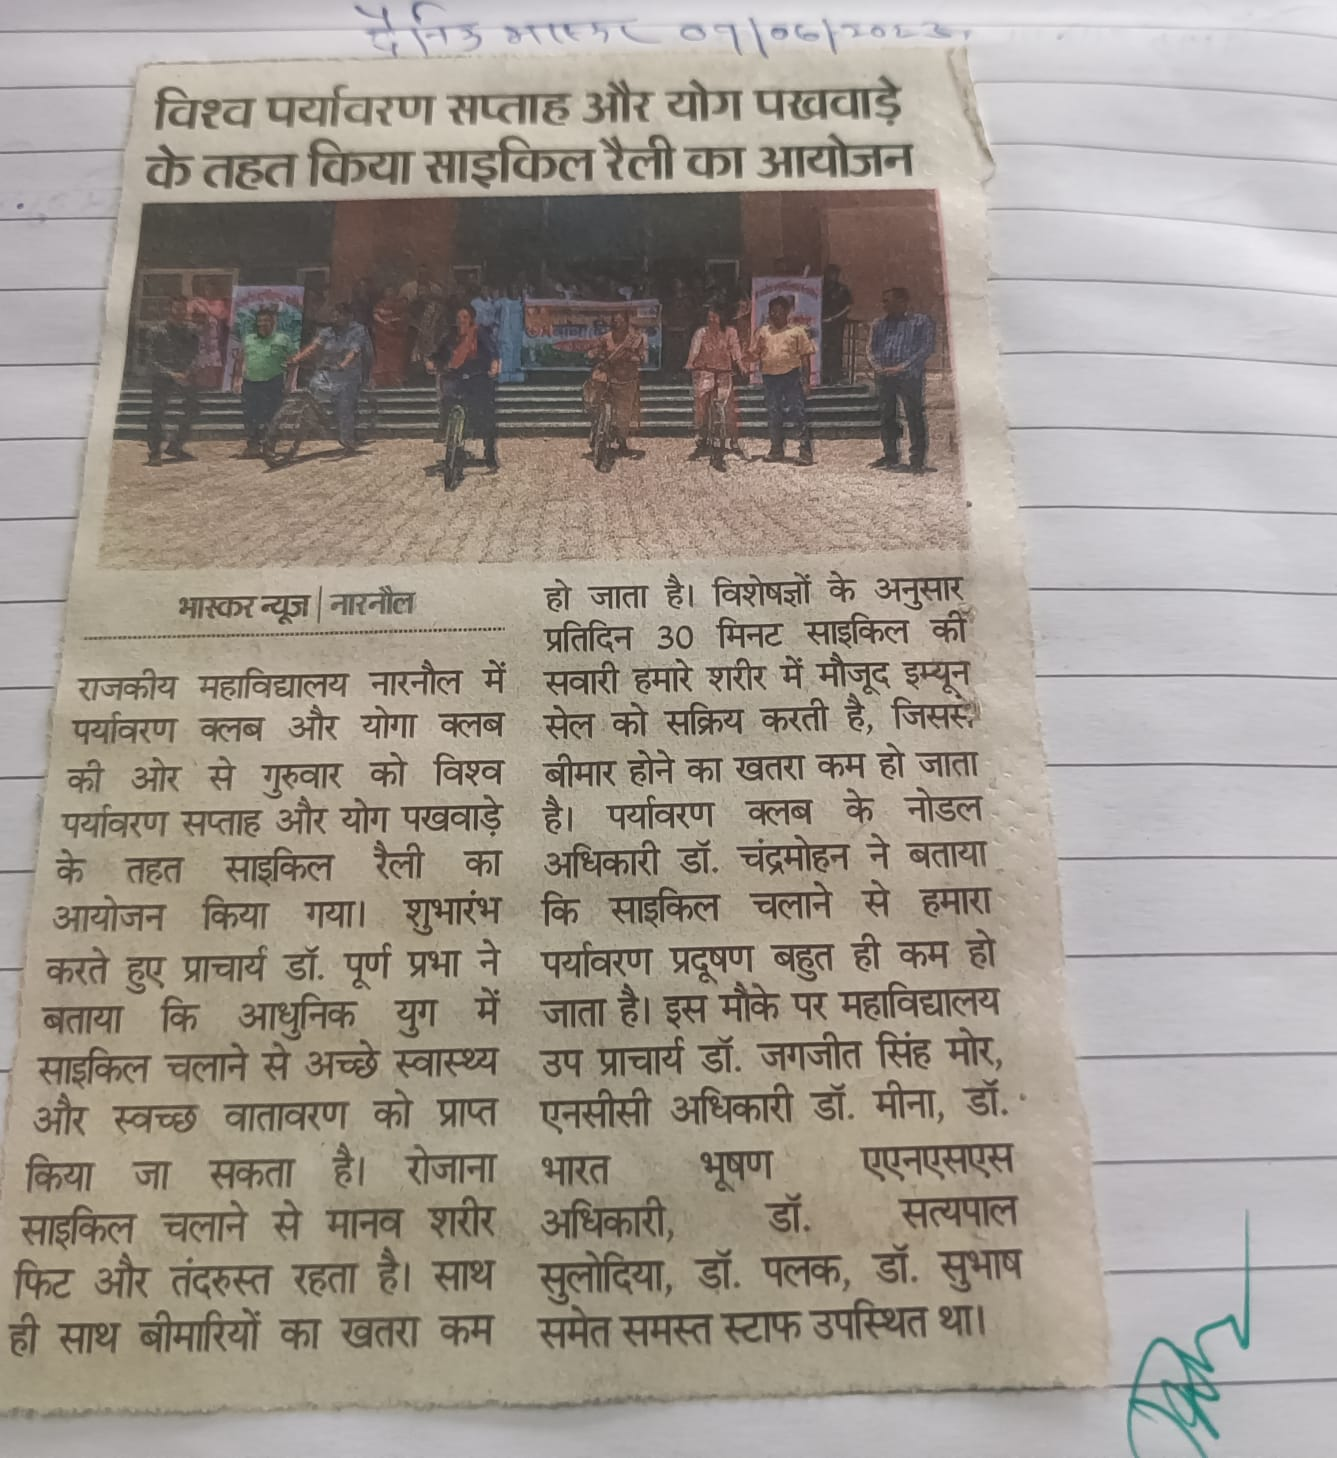 दैनिक भास्कर 09/06/2023
विश्व पर्यावरण सप्ताह और योग पखवाड़े
के तहत किया साइकिल रैली का आयोजन
भास्कर न्यूज | नारनौल
राजकीय महाविद्यालय नारनौल में
पर्यावरण क्लब और योगा क्लब
की ओर से गुरुवार को विश्व
पर्यावरण सप्ताह और योग पखवाड़े
के तहत साइकिल रैली का
आयोजन किया गया। शुभारंभ
करते हुए प्राचार्य डॉ. पूर्ण प्रभा ने
बताया कि आधुनिक युग में
साइकिल चलाने से अच्छे स्वास्थ्य
और स्वच्छ वातावरण को प्राप्त
किया जा सकता है। रोजाना
साइकिल चलाने से मानव शरीर
फिट और तंदरुस्त रहता है। साथ
ही साथ बीमारियों का खतरा कम
हो जाता है। विशेषज्ञों के अनुसार
प्रतिदिन 30 मिनट साइकिल की
सवारी हमारे शरीर में मौजूद इम्यून
सेल को सक्रिय करती है, जिससे
बीमार होने का खतरा कम हो जाता
है। पर्यावरण क्लब के नोडल
अधिकारी डॉ. चंद्रमोहन ने बताया
कि साइकिल चलाने से हमारा
पर्यावरण प्रदूषण बहुत ही कम हो
जाता है। इस मौके पर महाविद्यालय
उप प्राचार्य डॉ. जगजीत सिंह मोर,
एनसीसी अधिकारी डॉ. मीना, डॉ.
भारत भूषण एएनएसएस
अधिकारी, डॉ. सत्यपाल
सुलोदिया, डॉ. पलक, डॉ. सुभाष
समेत समस्त स्टाफ उपस्थित था।